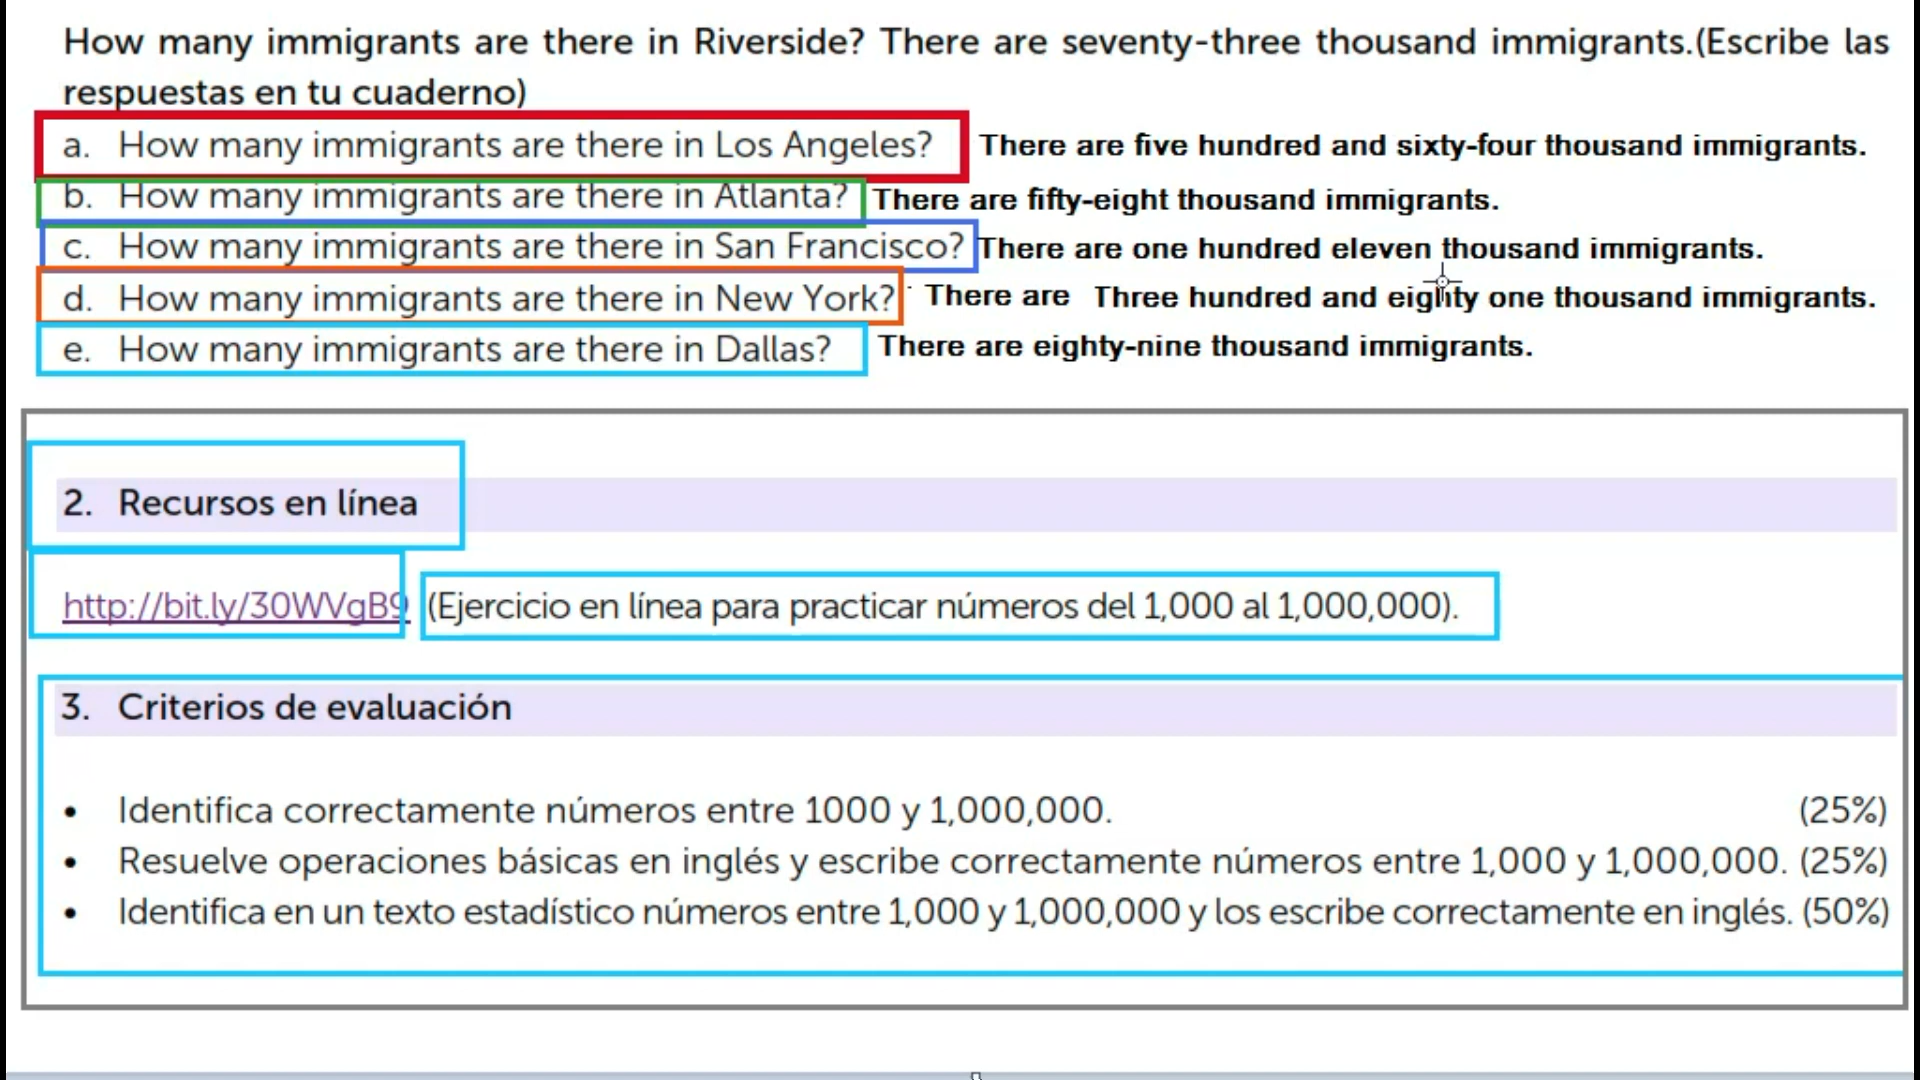 How many immigrants are there in Riverside? There are seventy-three thousand immigrants.(Escribe las
respuestas en tu cuaderno)
a. How many immigrants are there in Los Angeles? There are five hundred and sixty-four thousand immigrants.
b. How many immigrants are there in Atlanta? There are fifty-eight thousand immigrants.
c. How many immigrants are there in San Francisco? There are one hundred eleven thousand immigrants.
d. How many immigrants are there in New York? There are Three hundred and eighty one thousand immigrants.
e. How many immigrants are there in Dallas? There are eighty-nine thousand immigrants.
2. Recursos en línea
http://bit.ly/30WVgB9 (Ejercicio en línea para practicar números del 1,000 al 1,000,000).
3. Criterios de evaluación
• Identifica correctamente números entre 1000 y 1,000,000. (25%)
• Resuelve operaciones básicas en inglés y escribe correctamente números entre 1,000 y 1,000,000. (25%)
• Identifica en un texto estadístico números entre 1,000 y 1,000,000 y los escribe correctamente en inglés. (50%)